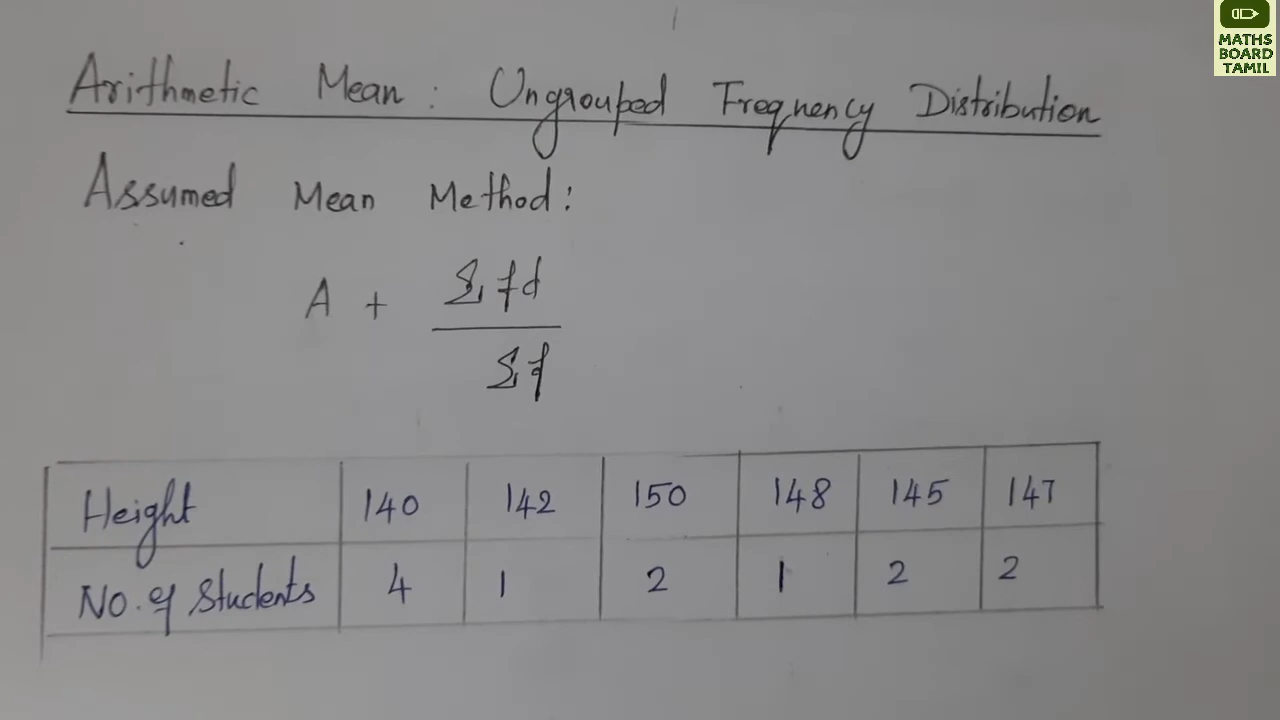 MATHS
BOARD
TAMIL
Arithmetic Mean: Ungrouped Frequency Distribution
Assumed Mean Method:
A + Σfd
Σf
Height 140 142 150 148 145 147
No. of Students 4 1 2 1 2 2